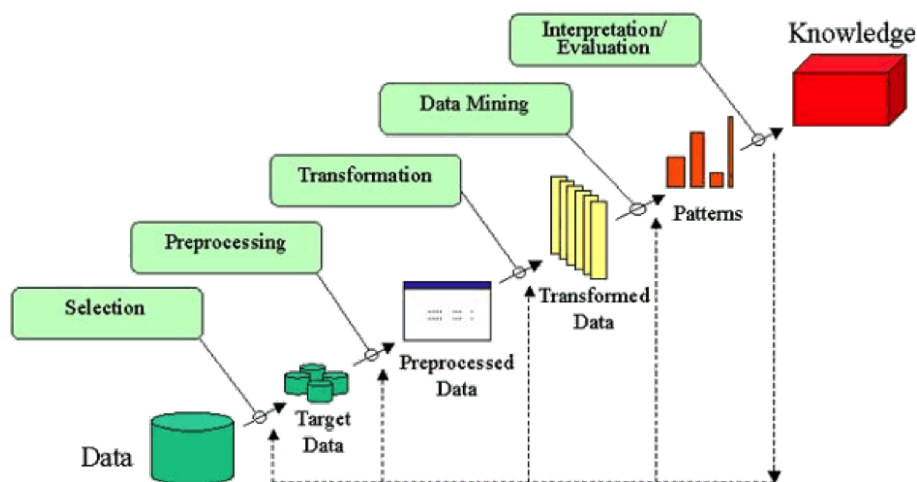 Interpretation/
Evaluation
Knowledge
Data Mining
Transformation
Patterns
Preprocessing
Transformed
Data
Selection
Preprocessed
Data
Target
Data
Data